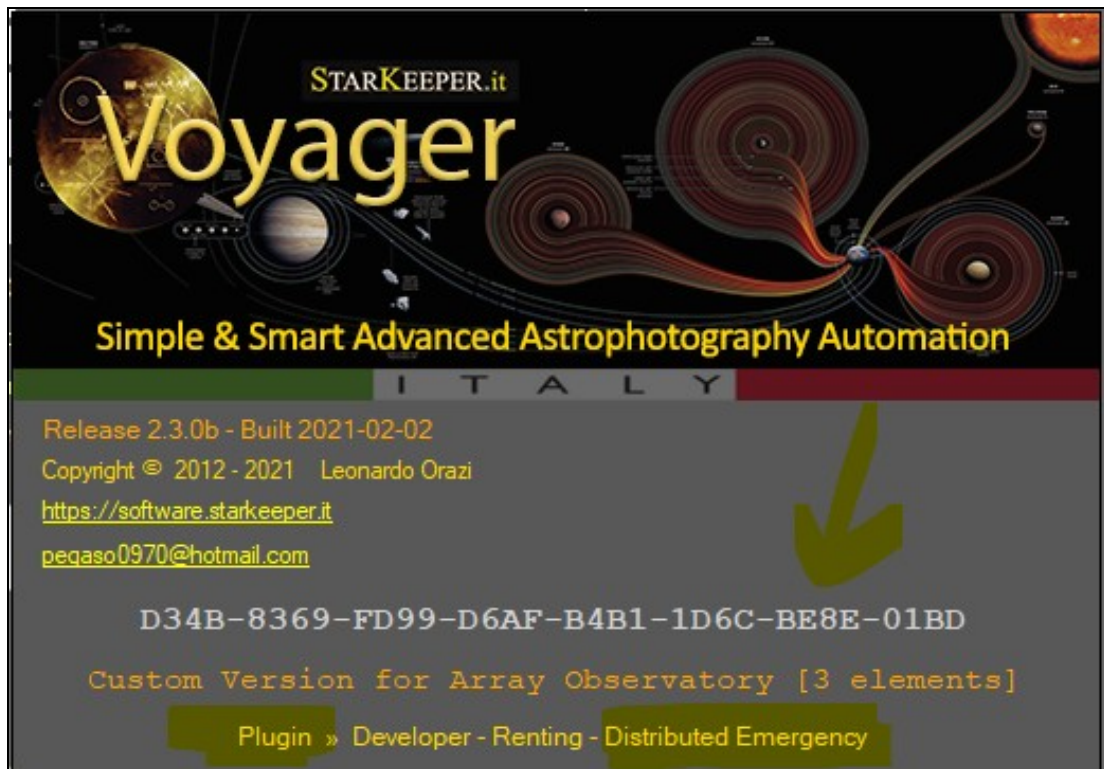 STARKEEPER.it
Voyager
Simple & Smart Advanced Astrophotography Automation
ITALY
Release 2.3.0b - Built 2021-02-02
Copyright © 2012 - 2021 Leonardo Orazi
https://software.starkeeper.it
pegaso0970@hotmail.com
D34B-8369-FD99-D6AF-B4B1-1D6C-BE8E-01BD
Custom Version for Array Observatory [3 elements]
Plugin » Developer - Renting - Distributed Emergency